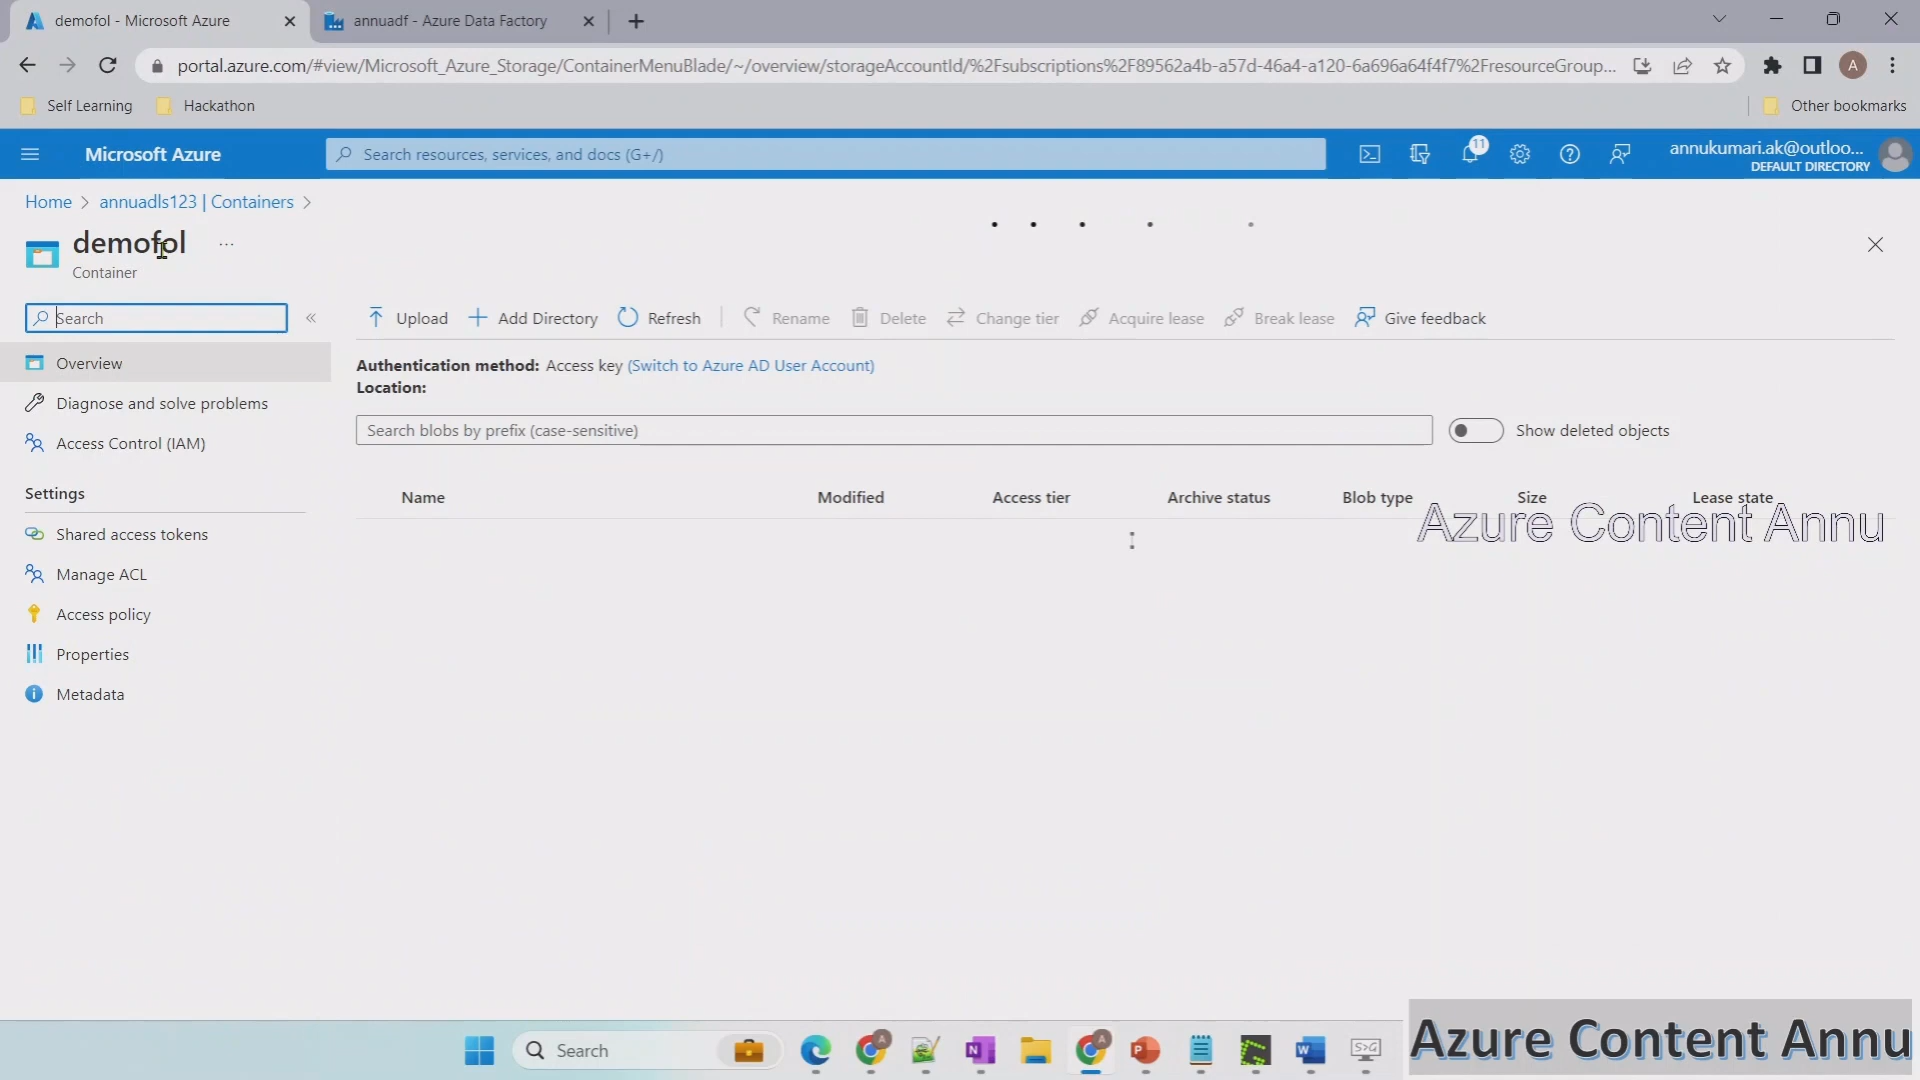 demofol - Microsoft Azure
annuadf - Azure Data Factory
portal.azure.com/#view/Microsoft_Azure_Storage/ContainerMenuBlade/~/overview/storageAccountId/%2Fsubscriptions%2F89562a4b-a57d-46a4-a120-6a696a64f4f7%2FresourceGroup...
A
Self Learning
Hackathon
Other bookmarks
Microsoft Azure
Search resources, services, and docs (G+/)
11
annukumari.ak@outloo...
DEFAULT DIRECTORY
Home > annuadls123 | Containers >
demofol ...
Container
Search
«
Upload
Add Directory
Refresh
Rename
Delete
Change tier
Acquire lease
Break lease
Give feedback
Overview
Diagnose and solve problems
Access Control (IAM)
Settings
Shared access tokens
Manage ACL
Access policy
Properties
Metadata
Authentication method: Access key (Switch to Azure AD User Account)
Location:
Search blobs by prefix (case-sensitive)
Show deleted objects
Name Modified Access tier Archive status Blob type Size Lease state
Azure Content Annu
Search
Azure Content Annu